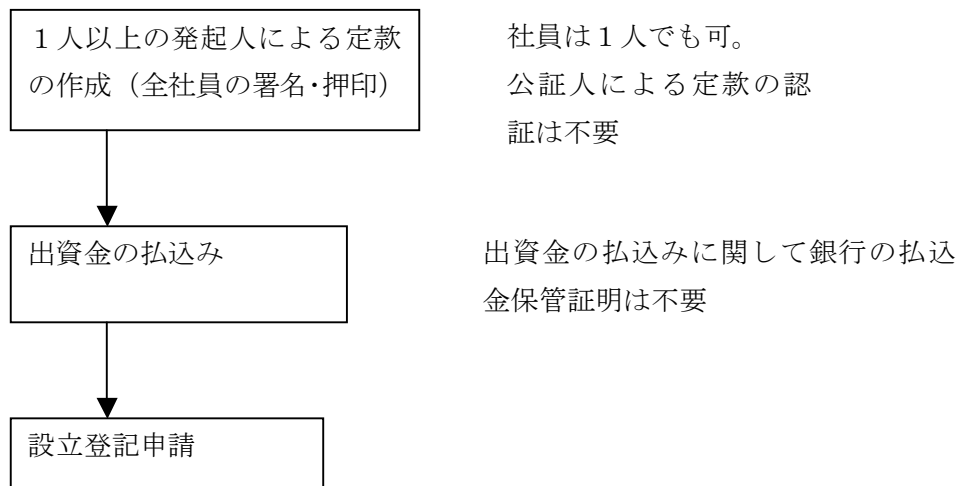 １人以上の発起人による定款
の作成（全社員の署名・押印）
社員は１人でも可。
公証人による定款の認
証は不要
出資金の払込み
出資金の払込みに関して銀行の払込
金保管証明は不要
設立登記申請